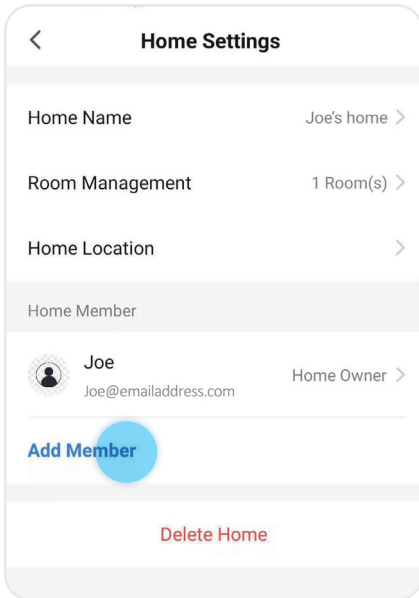 Home Settings
Home Name Joe's home
Room Management 1 Room(s)
Home Location
Home Member
Joe
Joe@emailaddress.com Home Owner
Add Member
Delete Home